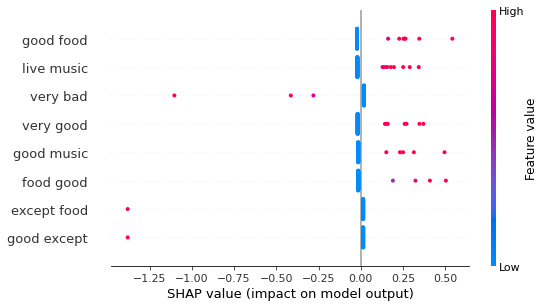 High
good food
live music
very bad
very good
good music
food good
except food
good except
Feature value
Low
−1.25 −1.00 −0.75 −0.50 −0.25 0.00 0.25 0.50
SHAP value (impact on model output)